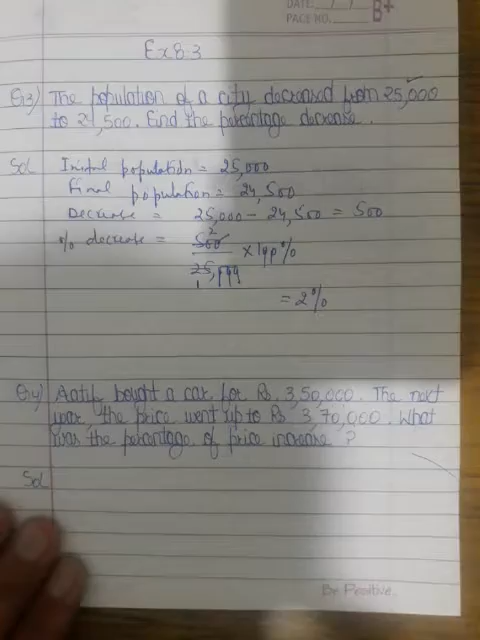 DATE: / /
PAGE NO. B+
Ex 8.3
Q3) The population of a city decreased from 25,000
to 24,500. Find the percentage decrease.
Sol Initial population = 25,000
Final population = 24,500
Decrease = 25,000 - 24,500 = 500
% decrease = 500/25,000 × 100%
= 2%
Q4) Aatif bought a car for Rs. 3,50,000. The next
year, the price went up to Rs 3,70,000. What
was the percentage of price increase?
Sol
Be Positive..